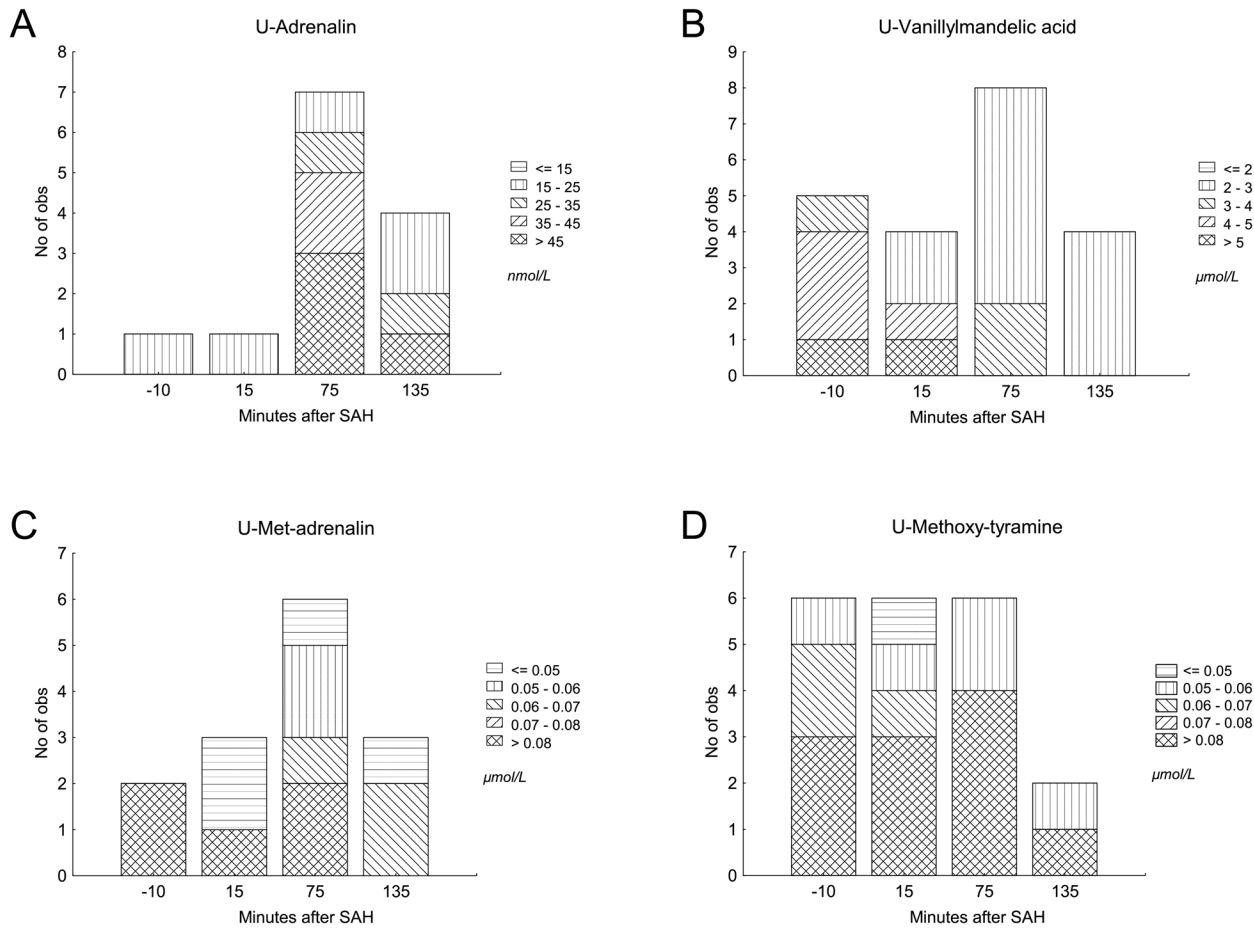 A
U-Adrenalin
8
7
6
5
4
3
2
1
0
No of obs
-10 15 75 135
Minutes after SAH
<= 15
15 - 25
25 - 35
35 - 45
> 45
nmol/L
B
U-Vanillylmandelic acid
9
8
7
6
5
4
3
2
1
0
No of obs
-10 15 75 135
Minutes after SAH
<= 2
2 - 3
3 - 4
4 - 5
> 5
µmol/L
C
U-Met-adrenalin
7
6
5
4
3
2
1
0
No of obs
-10 15 75 135
Minutes after SAH
<= 0.05
0.05 - 0.06
0.06 - 0.07
0.07 - 0.08
> 0.08
µmol/L
D
U-Methoxy-tyramine
7
6
5
4
3
2
1
0
No of obs
-10 15 75 135
Minutes after SAH
<= 0.05
0.05 - 0.06
0.06 - 0.07
0.07 - 0.08
> 0.08
µmol/L